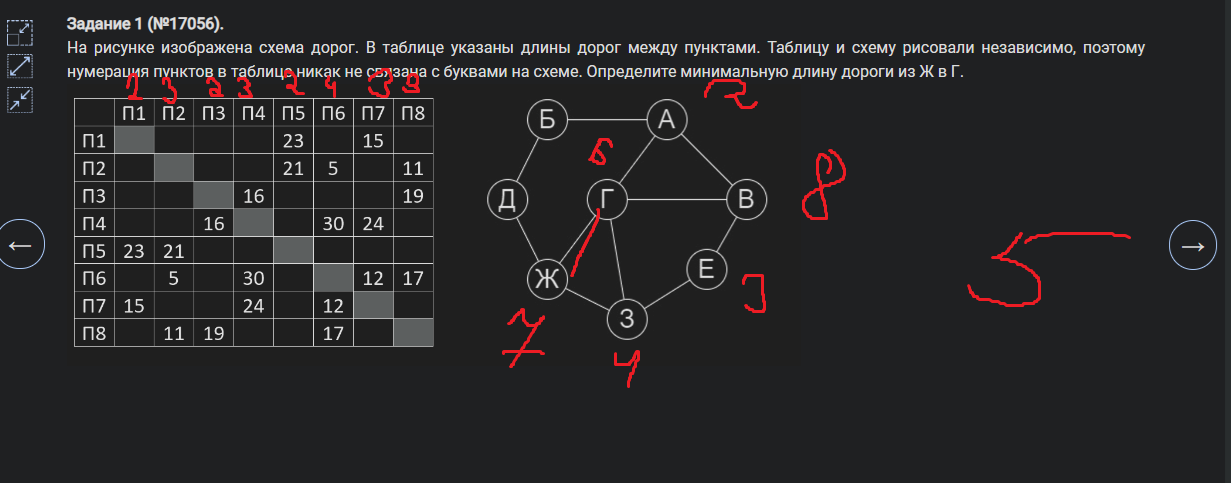 Задание 1 (№17056).
На рисунке изображена схема дорог. В таблице указаны длины дорог между пунктами. Таблицу и схему рисовали независимо, поэтому
нумерация пунктов в таблице никак не связана с буквами на схеме. Определите минимальную длину дороги из Ж в Г.
2 3 2 3 2 4 3 3
П1 П2 П3 П4 П5 П6 П7 П8
П1 23 15
П2 21 5 11
П3 16 19
П4 16 30 24
П5 23 21
П6 5 30 12 17
П7 15 24 12
П8 11 19 17
Б А
Д Г В
Ж Е
З
8
5
7
4
←
→